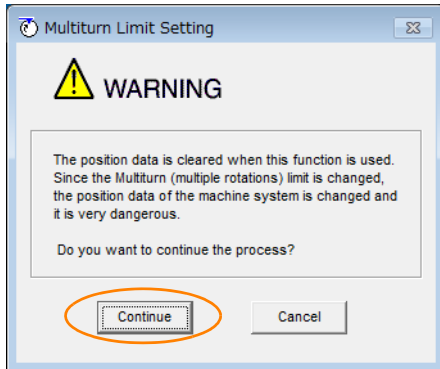 Multiturn Limit Setting
WARNING
The position data is cleared when this function is used.
Since the Multiturn (multiple rotations) limit is changed,
the position data of the machine system is changed and
it is very dangerous.
Do you want to continue the process?
Continue
Cancel